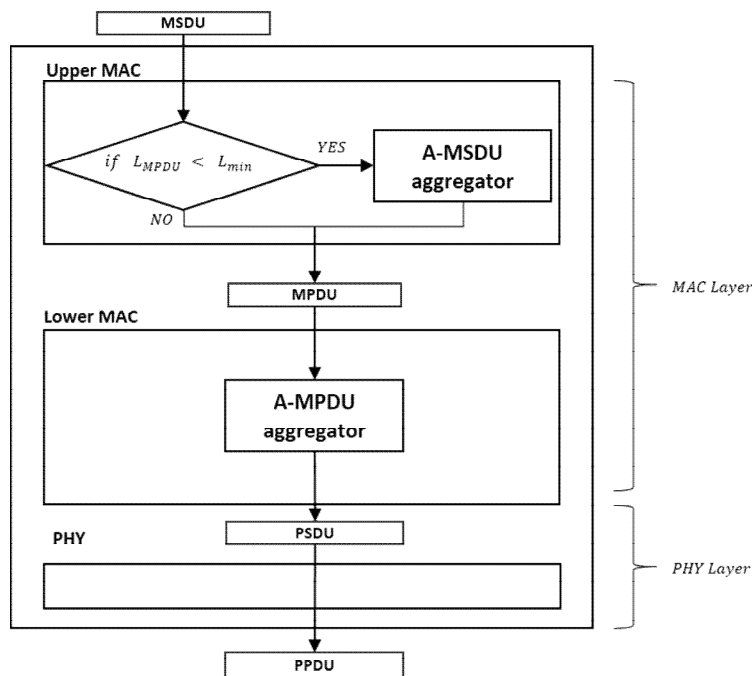 MSDU
Upper MAC
if L_MPDU < L_min
YES
A-MSDU
aggregator
NO
MPDU
MAC Layer
Lower MAC
A-MPDU
aggregator
PSDU
PHY
PHY Layer
PPDU